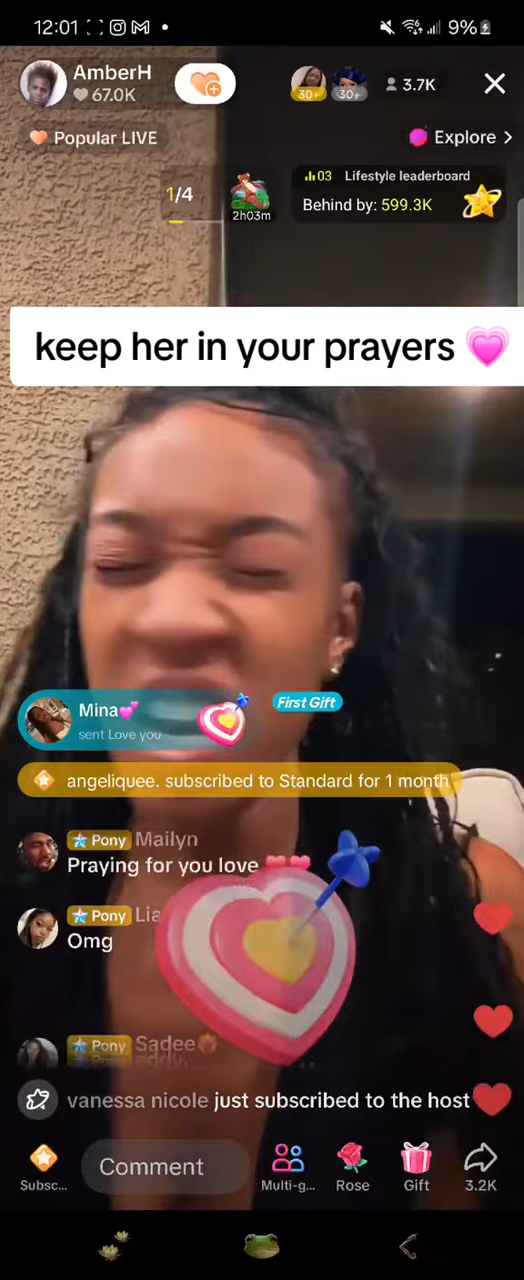 12:01
9%
AmberH
67.0K
30+
30+
3.7K
Popular LIVE
Explore >
1/4
2h03m
03 Lifestyle leaderboard
Behind by: 599.3K
keep her in your prayers 💗
Mina💕
sent Love you
First Gift
angeliquee. subscribed to Standard for 1 month
Pony Mailyn
Praying for you love
Pony Lia
Omg
Pony Sadee
vanessa nicole just subscribed to the host
Subsc...
Comment
Multi-g...
Rose
Gift
3.2K